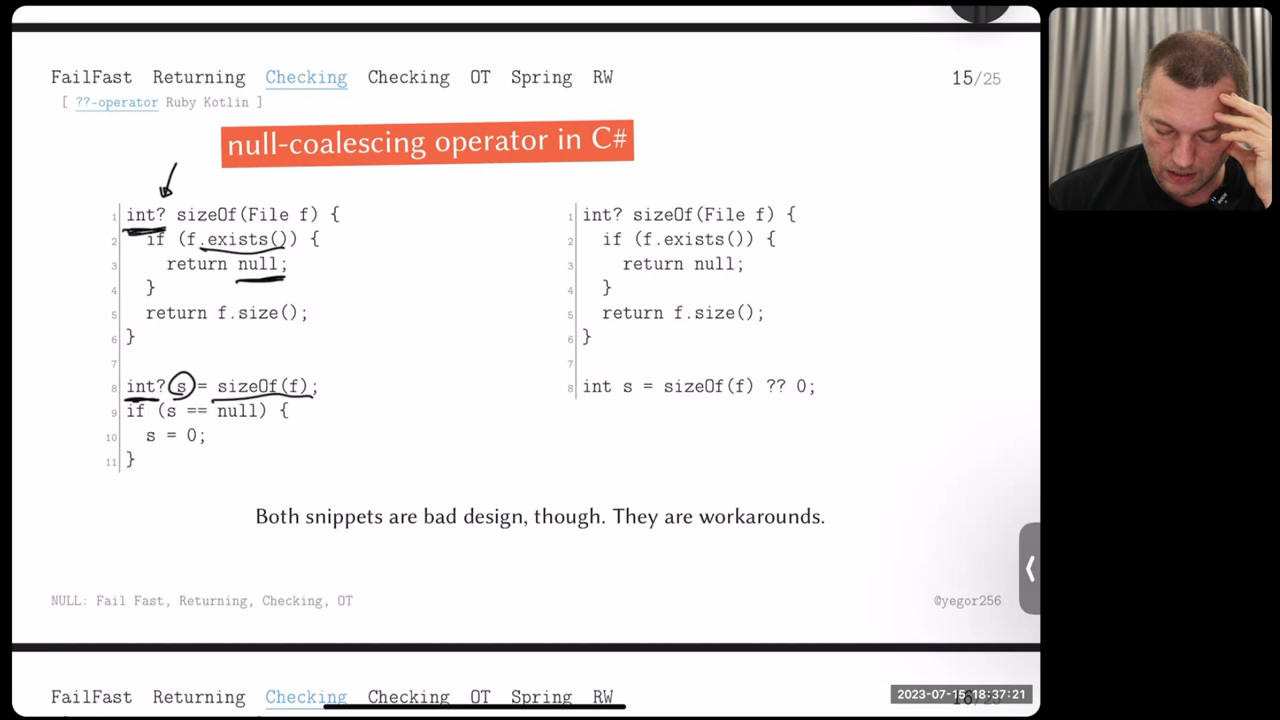 FailFast Returning Checking Checking OT Spring RW 15/25
[ ??-operator Ruby Kotlin ]
null-coalescing operator in C#
1 int? sizeOf(File f) {
2 if (f.exists()) {
3 return null;
4 }
5 return f.size();
6 }
7
8 int? s = sizeOf(f);
9 if (s == null) {
10 s = 0;
11 }
1 int? sizeOf(File f) {
2 if (f.exists()) {
3 return null;
4 }
5 return f.size();
6 }
7
8 int s = sizeOf(f) ?? 0;
Both snippets are bad design, though. They are workarounds.
NULL: Fail Fast, Returning, Checking, OT @yegor256
FailFast Returning Checking Checking OT Spring RW
2023-07-15 18:37:21